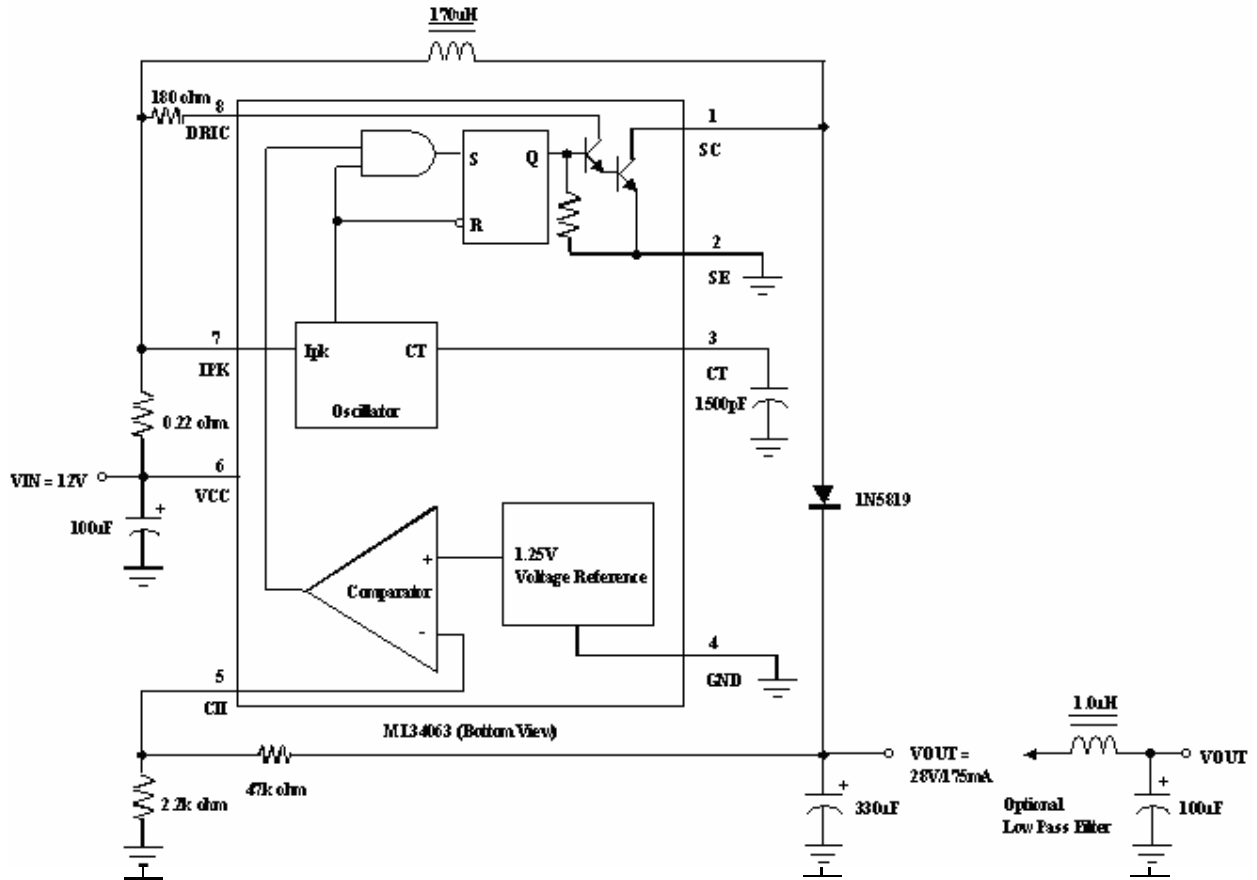 170uH
180 ohm
8
DRIC
1
SC
S
Q
R
2
SE
7
IPK
Ipk
CT
3
CT
1500pF
Oscillator
0.22 ohm
6
VIN = 12V
VCC
100uF
+
1N5819
1.25V
Voltage Reference
+
Comparator
-
4
GND
5
CII
ML34063 (Bottom View)
47k ohm
2.2k ohm
VOUT =
28V/175mA
+
330uF
1.0uH
VOUT
Optional
Low Pass Filter
+
100uF